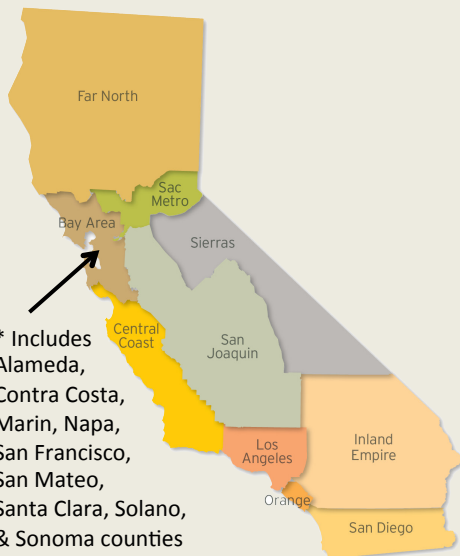 Far North
Sac
Metro
Bay Area
Sierras
Central
Coast
San
Joaquin
* Includes
Alameda,
Contra Costa,
Marin, Napa,
San Francisco,
San Mateo,
Santa Clara, Solano,
& Sonoma counties
Los
Angeles
Inland
Empire
Orange
San Diego